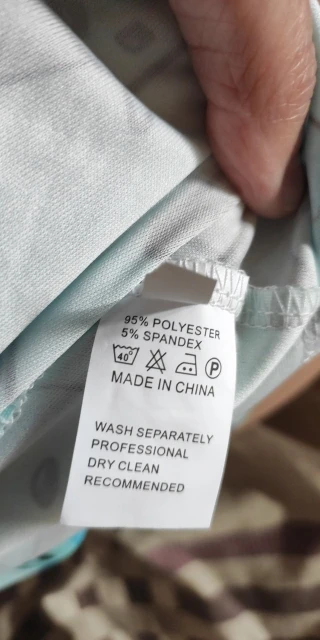 95% POLYESTER
5% SPANDEX
40° P
MADE IN CHINA
WASH SEPARATELY
PROFESSIONAL
DRY CLEAN
RECOMMENDED